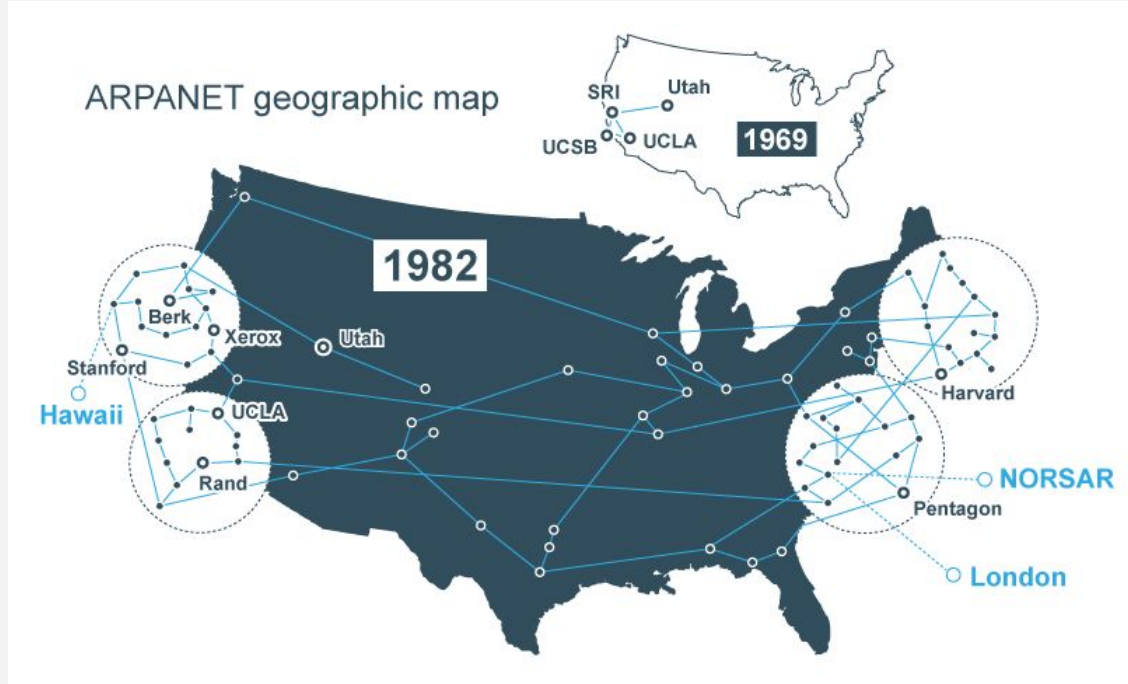 ARPANET geographic map
SRI
Utah
UCSB
UCLA
1969
1982
Berk
Xerox
Utah
Stanford
Hawaii
UCLA
Rand
Harvard
NORSAR
Pentagon
London